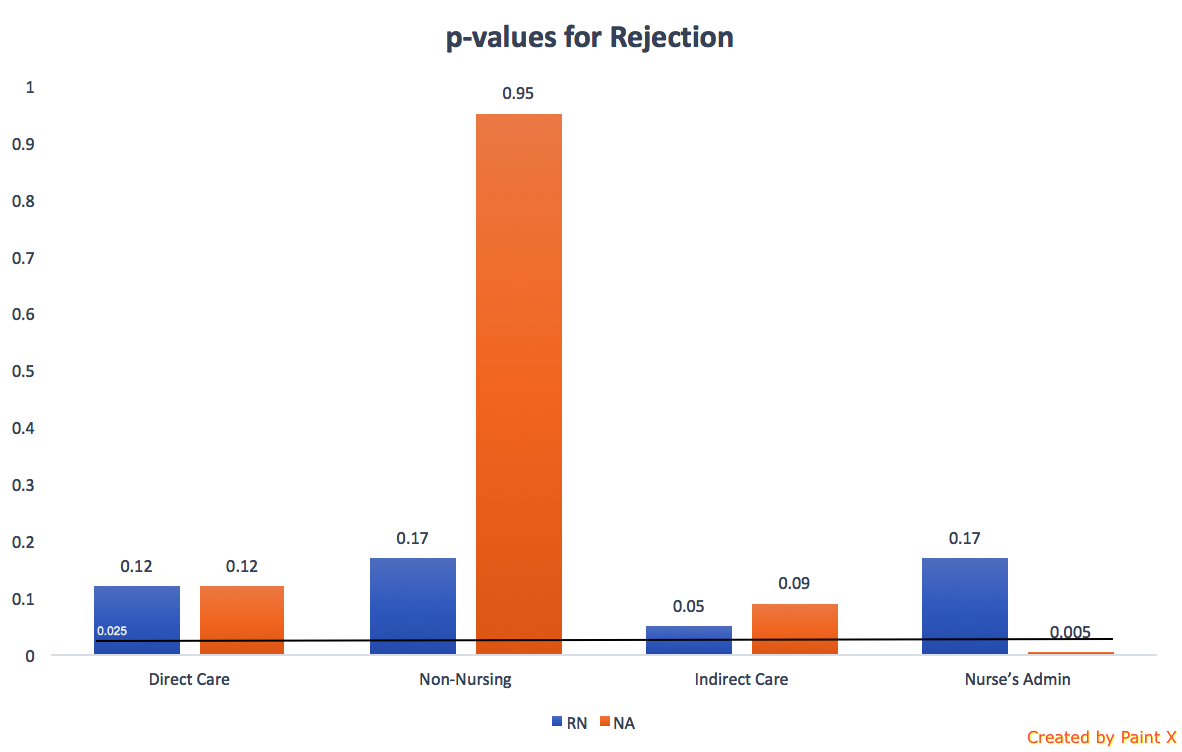 p-values for Rejection
1
0.9
0.8
0.7
0.6
0.5
0.4
0.3
0.2
0.1
0
0.12
0.12
0.17
0.95
0.05
0.09
0.17
0.005
0.025
Direct Care
Non-Nursing
Indirect Care
Nurse’s Admin
RN
NA
Created by Paint X